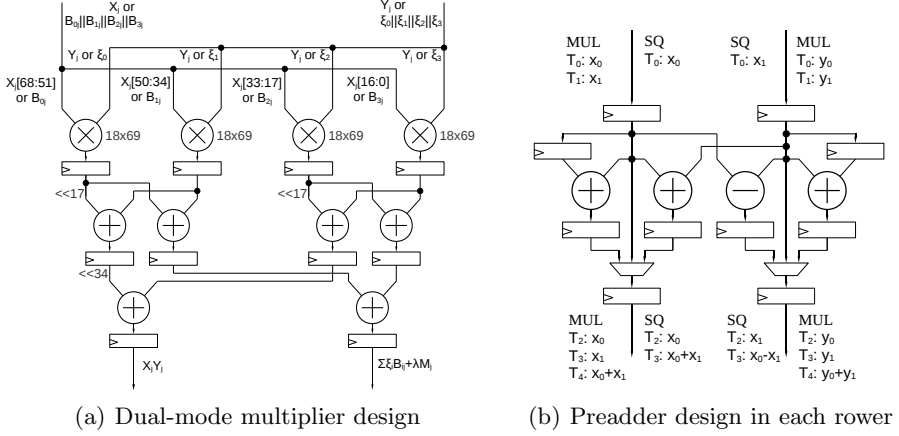 Xⱼ or
B₀ⱼ||B₁ⱼ||B₂ⱼ||B₃ⱼ
Yⱼ or
ξ₀||ξ₁||ξ₂||ξ₃
Yⱼ or ξ₀
Yⱼ or ξ₁
Yⱼ or ξ₂
Yⱼ or ξ₃
Xⱼ[68:51]
or B₀ⱼ
Xⱼ[50:34]
or B₁ⱼ
Xⱼ[33:17]
or B₂ⱼ
Xⱼ[16:0]
or B₃ⱼ
18x69
18x69
18x69
18x69
<<17
<<17
<<34
XⱼYⱼ
ΣξᵢBᵢⱼ+λMⱼ
(a) Dual-mode multiplier design
MUL
T₀: x₀
T₁: x₁
SQ
T₀: x₀
SQ
T₀: x₁
MUL
T₀: y₀
T₁: y₁
MUL
T₂: x₀
T₃: x₁
T₄: x₀+x₁
SQ
T₂: x₀
T₃: x₀+x₁
SQ
T₂: x₁
T₃: x₀-x₁
MUL
T₂: y₀
T₃: y₁
T₄: y₀+y₁
(b) Preadder design in each rower